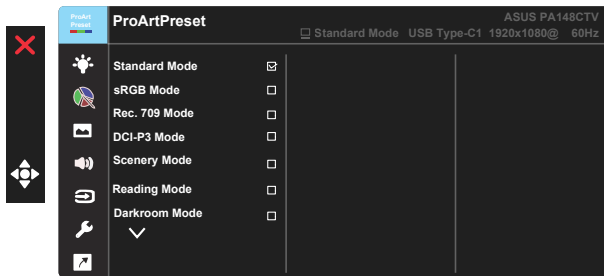 ProArt
Preset
ProArtPreset
ASUS PA148CTV
Standard Mode USB Type-C1 1920x1080@ 60Hz
Standard Mode
sRGB Mode
Rec. 709 Mode
DCI-P3 Mode
Scenery Mode
Reading Mode
Darkroom Mode